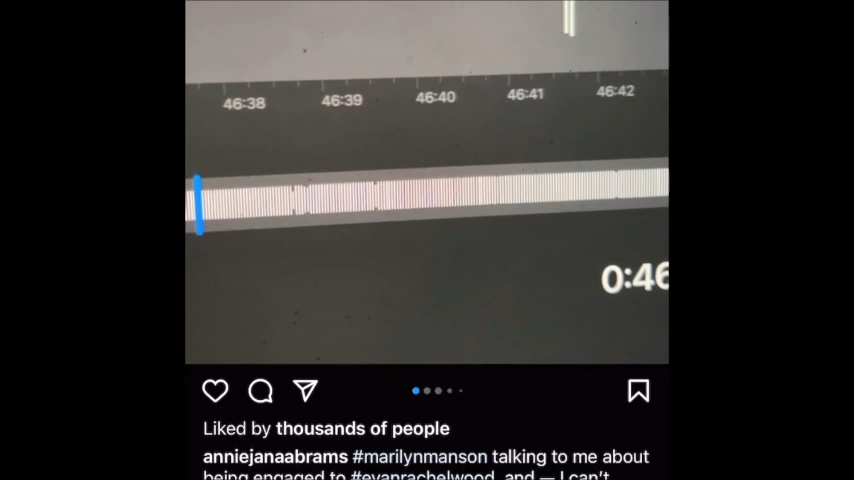 46:38 46:39 46:40 46:41 46:42
0:46
Liked by thousands of people
anniejanaabrams #marilynmanson talking to me about
being engaged to #evanrachelwood, and — I can't